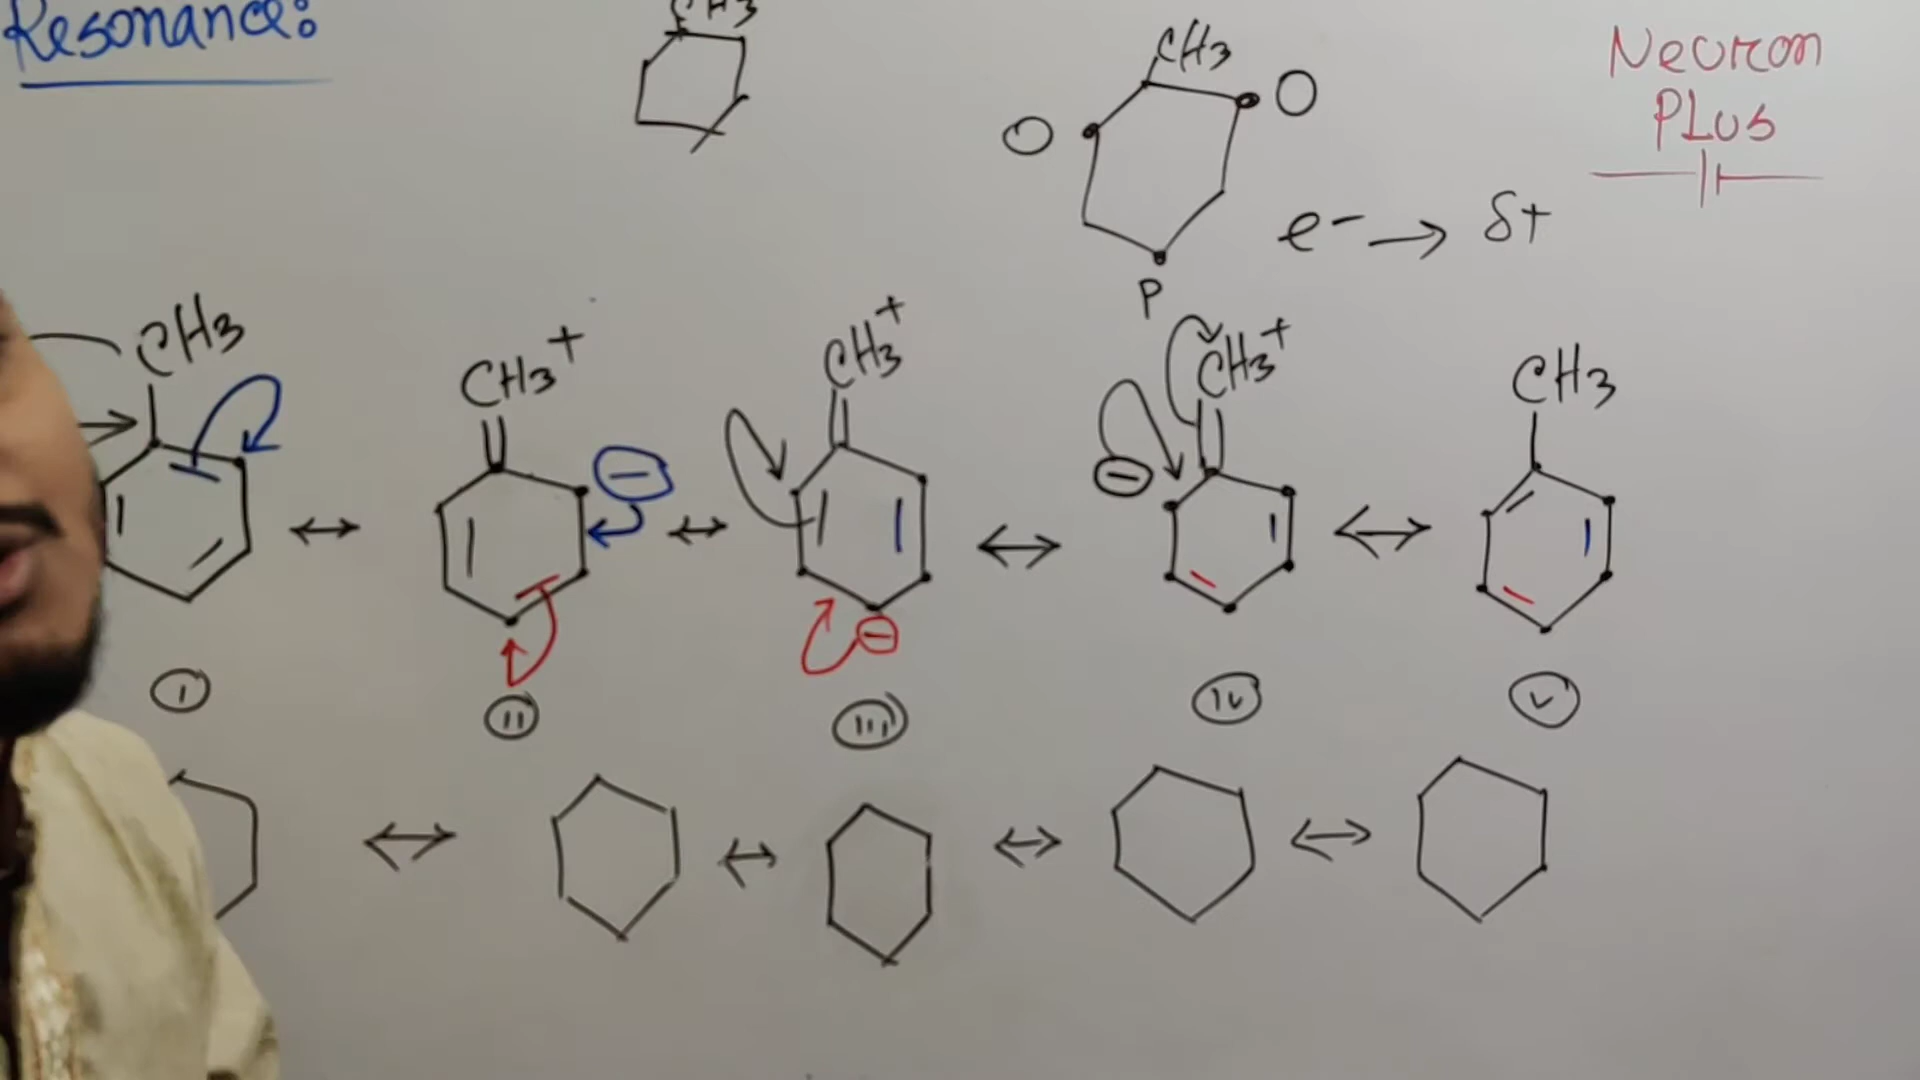 Resonance:
CH3
CH3
O
O
P
e- → δ+
Neuron
PLus
CH3
CH3+
CH3+
CH3+
CH3
i
ii
iii
iv
v